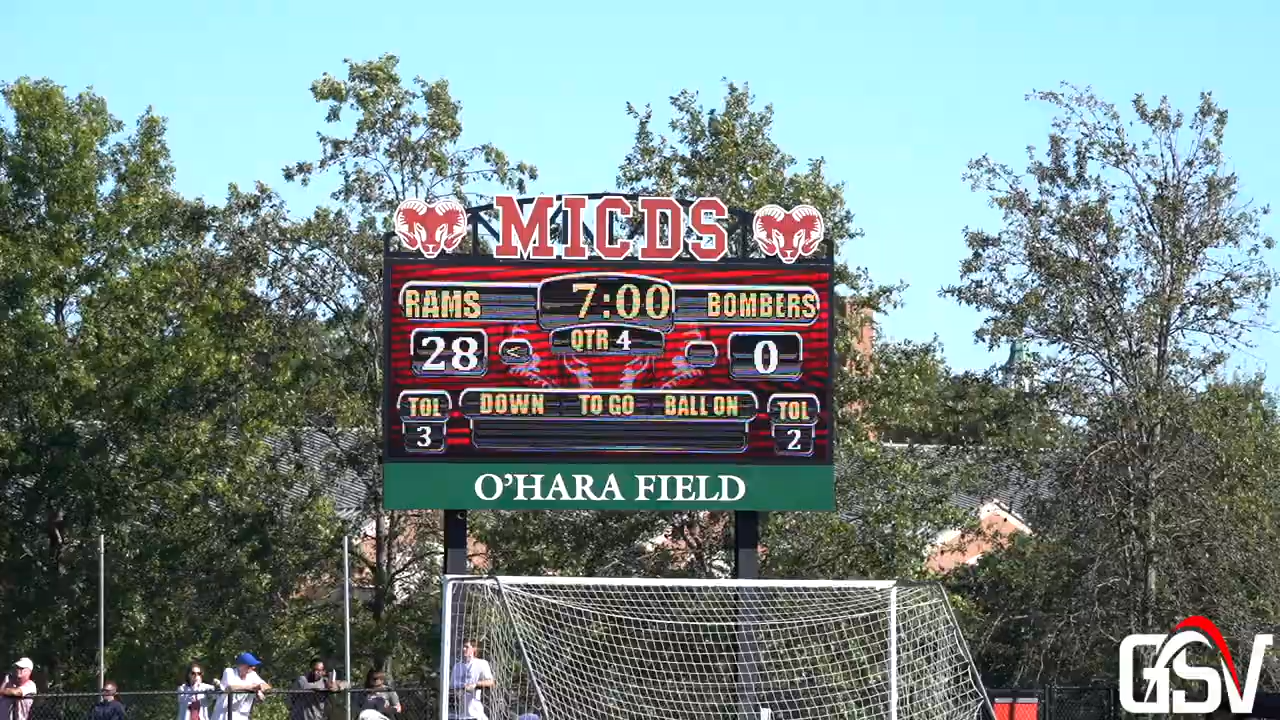 MICDS
RAMS 7:00 BOMBERS
28 < QTR 4 0
TOL DOWN TO GO BALL ON TOL
3 2
O'HARA FIELD
GSV